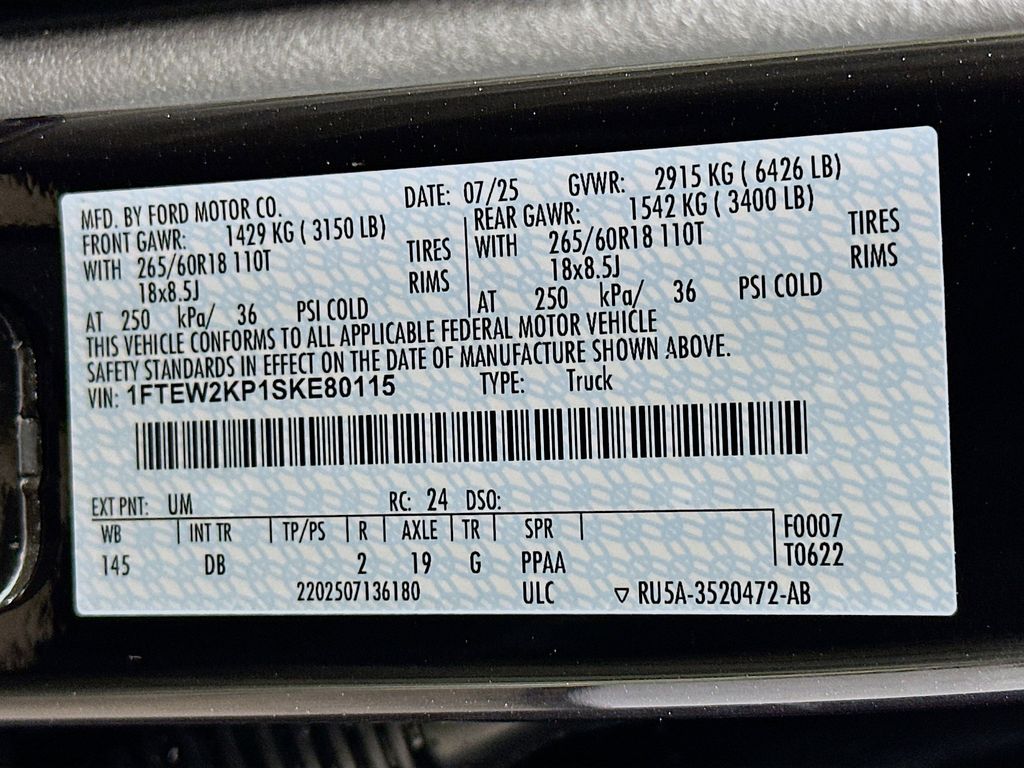 MFD. BY FORD MOTOR CO. DATE: 07/25 GVWR: 2915 KG ( 6426 LB)
FRONT GAWR: 1429 KG ( 3150 LB) REAR GAWR: 1542 KG ( 3400 LB)
WITH 265/60R18 110T TIRES WITH 265/60R18 110T TIRES
18x8.5J RIMS 18x8.5J RIMS
AT 250 kPa/ 36 PSI COLD AT 250 kPa/ 36 PSI COLD
THIS VEHICLE CONFORMS TO ALL APPLICABLE FEDERAL MOTOR VEHICLE
SAFETY STANDARDS IN EFFECT ON THE DATE OF MANUFACTURE SHOWN ABOVE.
VIN: 1FTEW2KP1SKE80115 TYPE: Truck
EXT PNT: UM RC: 24 DSO:
WB INT TR TP/PS R AXLE TR SPR F0007
145 DB 2 19 G PPAA T0622
2202507136180 ULC ▽ RU5A-3520472-AB